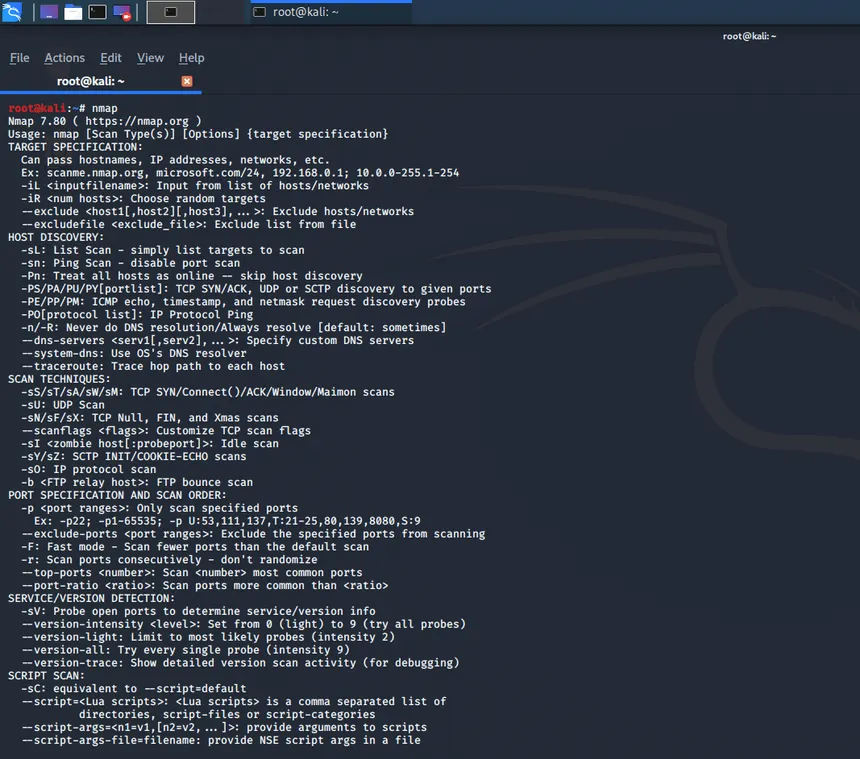 root@kali: ~
root@kali: ~
File Actions Edit View Help
root@kali: ~
root@kali:~# nmap
Nmap 7.80 ( https://nmap.org )
Usage: nmap [Scan Type(s)] [Options] {target specification}
TARGET SPECIFICATION:
  Can pass hostnames, IP addresses, networks, etc.
  Ex: scanme.nmap.org, microsoft.com/24, 192.168.0.1; 10.0.0-255.1-254
  -iL <inputfilename>: Input from list of hosts/networks
  -iR <num hosts>: Choose random targets
  --exclude <host1[,host2][,host3],...>: Exclude hosts/networks
  --excludefile <exclude_file>: Exclude list from file
HOST DISCOVERY:
  -sL: List Scan - simply list targets to scan
  -sn: Ping Scan - disable port scan
  -Pn: Treat all hosts as online -- skip host discovery
  -PS/PA/PU/PY[portlist]: TCP SYN/ACK, UDP or SCTP discovery to given ports
  -PE/PP/PM: ICMP echo, timestamp, and netmask request discovery probes
  -PO[protocol list]: IP Protocol Ping
  -n/-R: Never do DNS resolution/Always resolve [default: sometimes]
  --dns-servers <serv1[,serv2],...>: Specify custom DNS servers
  --system-dns: Use OS's DNS resolver
  --traceroute: Trace hop path to each host
SCAN TECHNIQUES:
  -sS/sT/sA/sW/sM: TCP SYN/Connect()/ACK/Window/Maimon scans
  -sU: UDP Scan
  -sN/sF/sX: TCP Null, FIN, and Xmas scans
  --scanflags <flags>: Customize TCP scan flags
  -sI <zombie host[:probeport]>: Idle scan
  -sY/sZ: SCTP INIT/COOKIE-ECHO scans
  -sO: IP protocol scan
  -b <FTP relay host>: FTP bounce scan
PORT SPECIFICATION AND SCAN ORDER:
  -p <port ranges>: Only scan specified ports
    Ex: -p22; -p1-65535; -p U:53,111,137,T:21-25,80,139,8080,S:9
  --exclude-ports <port ranges>: Exclude the specified ports from scanning
  -F: Fast mode - Scan fewer ports than the default scan
  -r: Scan ports consecutively - don't randomize
  --top-ports <number>: Scan <number> most common ports
  --port-ratio <ratio>: Scan ports more common than <ratio>
SERVICE/VERSION DETECTION:
  -sV: Probe open ports to determine service/version info
  --version-intensity <level>: Set from 0 (light) to 9 (try all probes)
  --version-light: Limit to most likely probes (intensity 2)
  --version-all: Try every single probe (intensity 9)
  --version-trace: Show detailed version scan activity (for debugging)
SCRIPT SCAN:
  -sC: equivalent to --script=default
  --script=<Lua scripts>: <Lua scripts> is a comma separated list of
           directories, script-files or script-categories
  --script-args=<n1=v1,[n2=v2,...]>: provide arguments to scripts
  --script-args-file=filename: provide NSE script args in a file